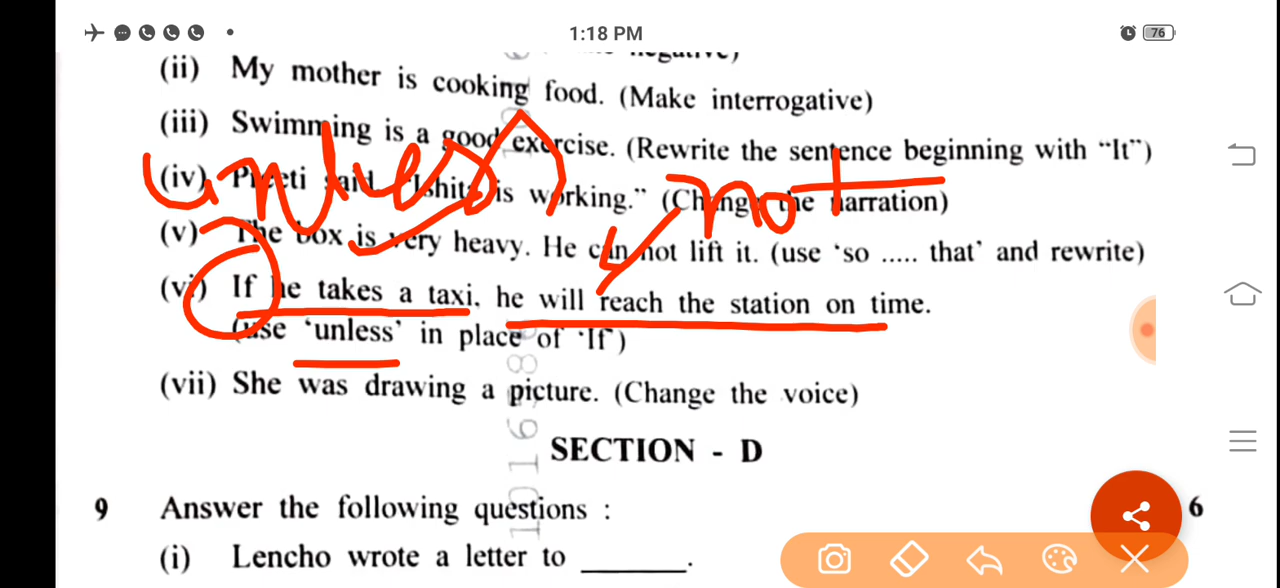 1:18 PM
76
negative)
(ii) My mother is cooking food. (Make interrogative)
(iii) Swimming is a good exercise. (Rewrite the sentence beginning with “It”)
(iv) Preeti said, “Ishita is working.” (Change the narration)
unless
not
(v) The box is very heavy. He can not lift it. (use ‘so ..... that’ and rewrite)
(vi) If he takes a taxi, he will reach the station on time.
(use ‘unless’ in place of ‘If’)
(vii) She was drawing a picture. (Change the voice)
SECTION - D
9 Answer the following questions : 6
(i) Lencho wrote a letter to ______.